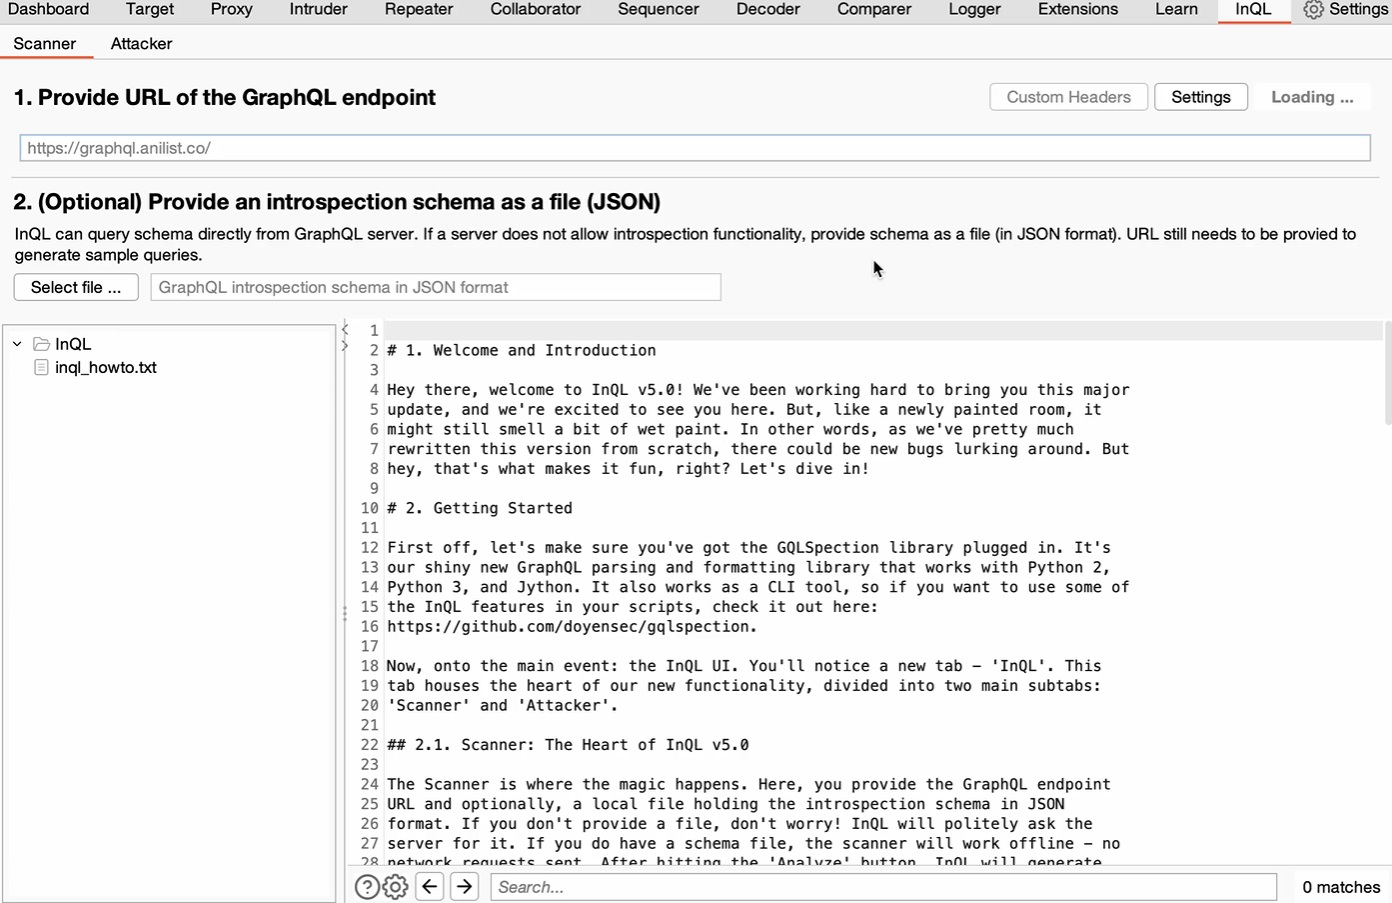 Dashboard Target Proxy Intruder Repeater Collaborator Sequencer Decoder Comparer Logger Extensions Learn InQL Settings
Scanner Attacker
1. Provide URL of the GraphQL endpoint
Custom Headers Settings Loading ...
https://graphql.anilist.co/
2. (Optional) Provide an introspection schema as a file (JSON)
InQL can query schema directly from GraphQL server. If a server does not allow introspection functionality, provide schema as a file (in JSON format). URL still needs to be provied to
generate sample queries.
Select file ... GraphQL introspection schema in JSON format
InQL
inql_howto.txt
1
2 # 1. Welcome and Introduction
3
4 Hey there, welcome to InQL v5.0! We've been working hard to bring you this major
5 update, and we're excited to see you here. But, like a newly painted room, it
6 might still smell a bit of wet paint. In other words, as we've pretty much
7 rewritten this version from scratch, there could be new bugs lurking around. But
8 hey, that's what makes it fun, right? Let's dive in!
9
10 # 2. Getting Started
11
12 First off, let's make sure you've got the GQLSpection library plugged in. It's
13 our shiny new GraphQL parsing and formatting library that works with Python 2,
14 Python 3, and Jython. It also works as a CLI tool, so if you want to use some of
15 the InQL features in your scripts, check it out here:
16 https://github.com/doyensec/gqlspection.
17
18 Now, onto the main event: the InQL UI. You'll notice a new tab – 'InQL'. This
19 tab houses the heart of our new functionality, divided into two main subtabs:
20 'Scanner' and 'Attacker'.
21
22 ## 2.1. Scanner: The Heart of InQL v5.0
23
24 The Scanner is where the magic happens. Here, you provide the GraphQL endpoint
25 URL and optionally, a local file holding the introspection schema in JSON
26 format. If you don't provide a file, don't worry! InQL will politely ask the
27 server for it. If you do have a schema file, the scanner will work offline – no
28 network requests sent. After hitting the 'Analyze' button, InQL will generate
? Search... 0 matches